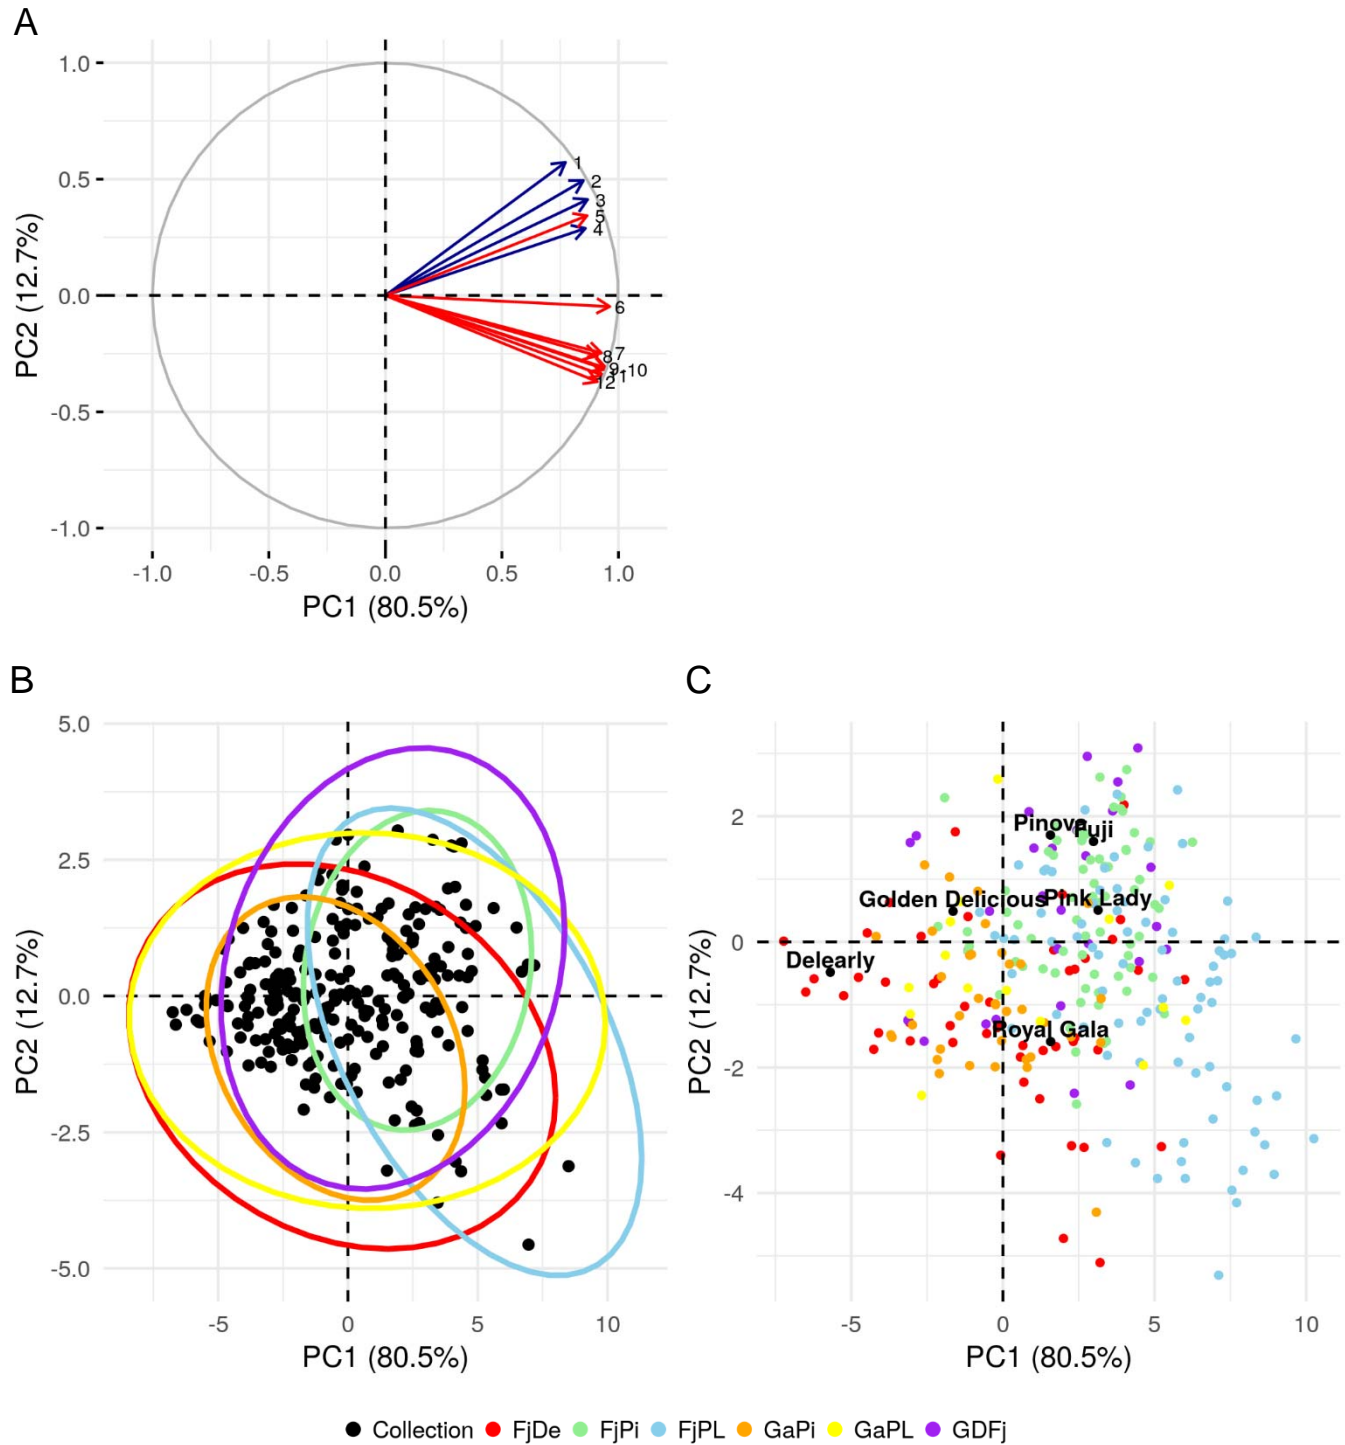 A
1.0
0.5
0.0
-0.5
-1.0
PC2 (12.7%)
1
2
3
5
4
6
7
8
9
10
11
12
-1.0 -0.5 0.0 0.5 1.0
PC1 (80.5%)
B
5.0
2.5
0.0
-2.5
-5.0
PC2 (12.7%)
-5 0 5 10
PC1 (80.5%)
C
2
0
-2
-4
PC2 (12.7%)
Pinova
Fuji
Golden Delicious
Pink Lady
Delearly
Royal Gala
-5 0 5 10
PC1 (80.5%)
Collection FjDe FjPi FjPL GaPi GaPL GDFj